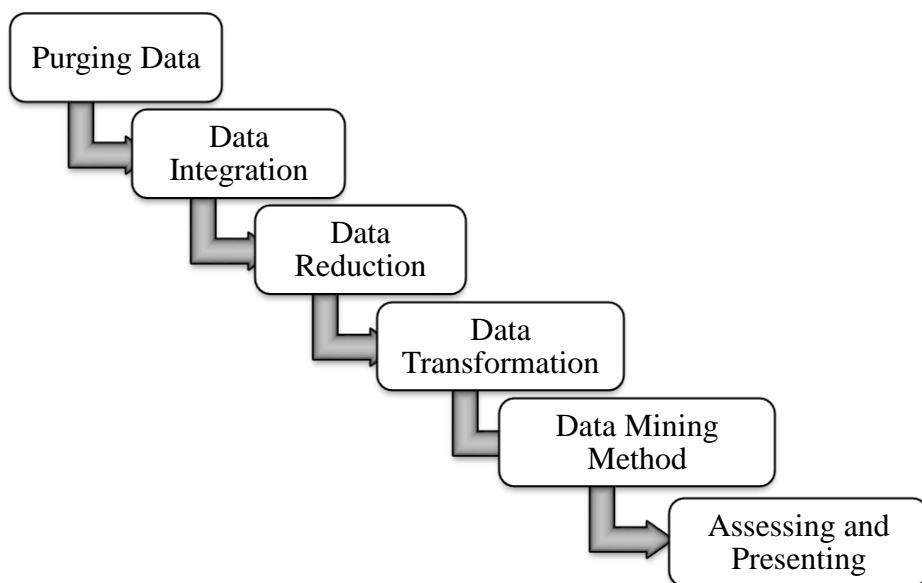 Purging Data
Data
Integration
Data
Reduction
Data
Transformation
Data Mining
Method
Assessing and
Presenting